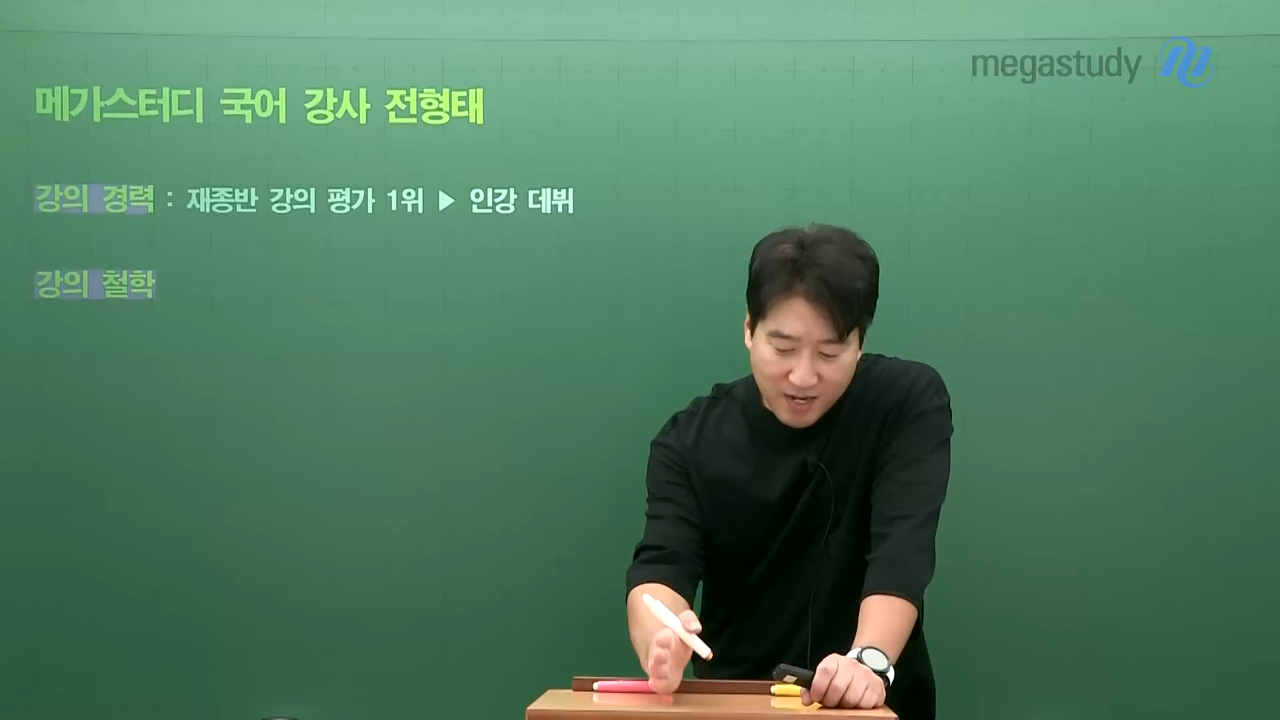 megastudy
메가스터디 국어 강사 전형태
강의 경력 : 재종반 강의 평가 1위 ▶ 인강 데뷔
강의 철학